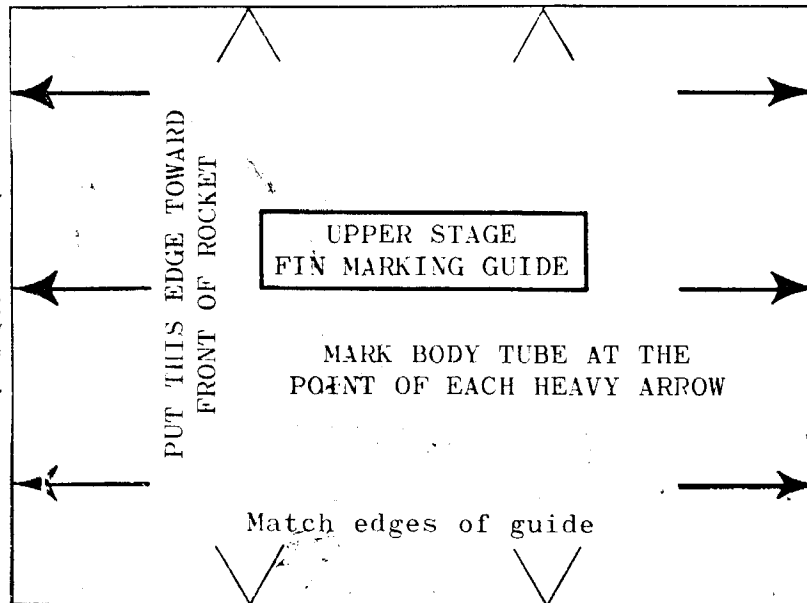 PUT THIS EDGE TOWARD
FRONT OF ROCKET
UPPER STAGE
FIN MARKING GUIDE
MARK BODY TUBE AT THE
POINT OF EACH HEAVY ARROW
Match edges of guide